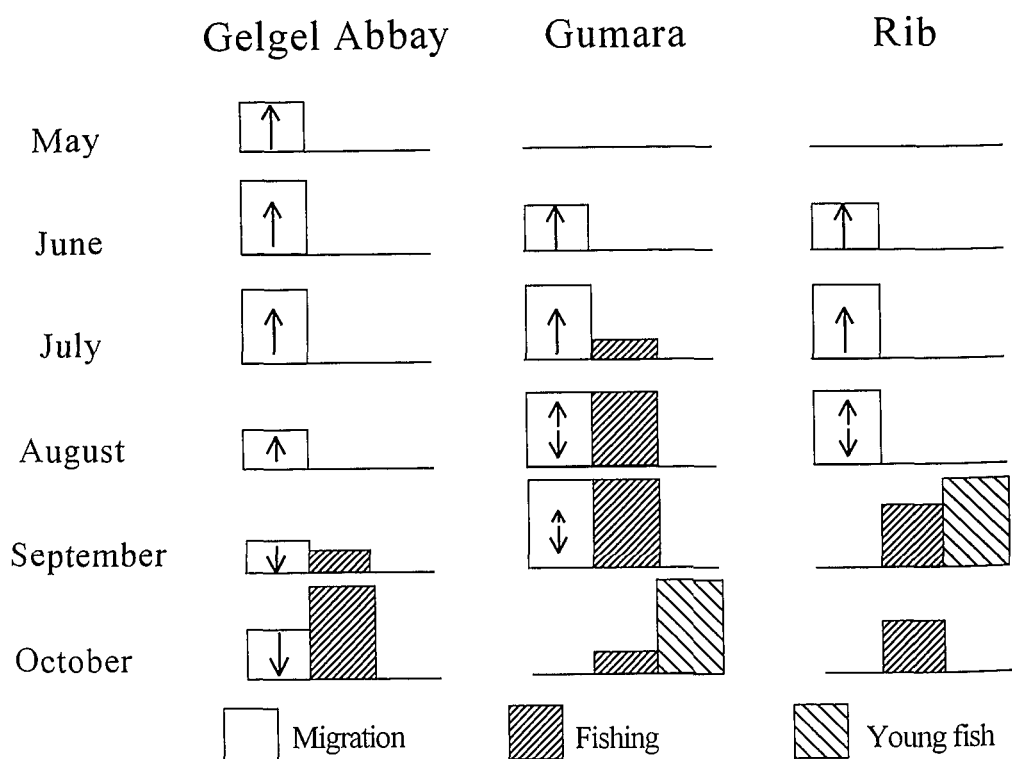 Gelgel Abbay Gumara Rib
May
June
July
August
September
October
Migration Fishing Young fish